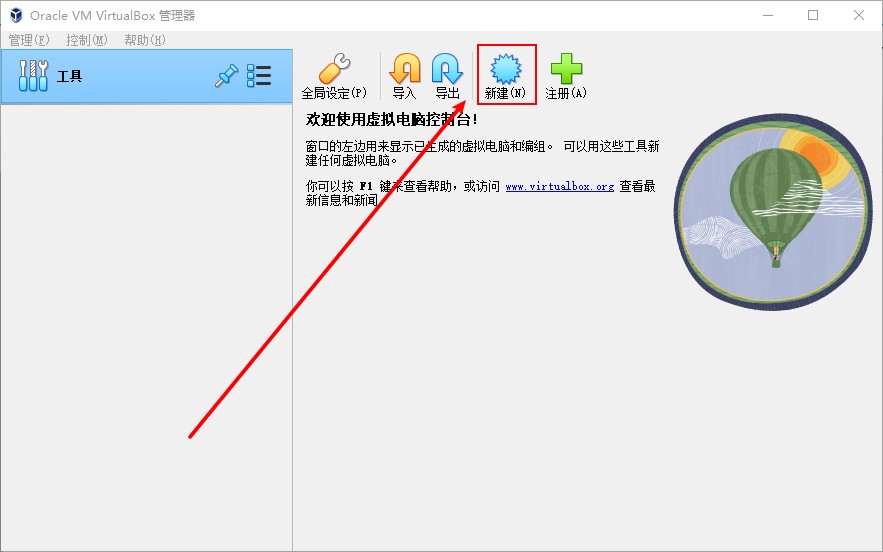 Oracle VM VirtualBox 管理器
管理(F) 控制(M) 帮助(H)
工具
全局设定(P) 导入 导出 新建(N) 注册(A)
欢迎使用虚拟电脑控制台!
窗口的左边用来显示已生成的虚拟电脑和编组。 可以用这些工具新
建任何虚拟电脑。
你可以按 F1 键来查看帮助，或访问 www.virtualbox.org 查看最
新信息和新闻